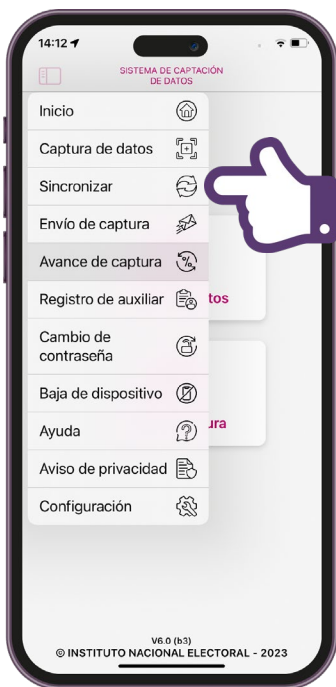 14:12
SISTEMA DE CAPTACIÓN
DE DATOS
Inicio
Captura de datos
Sincronizar
Envío de captura
Avance de captura
Registro de auxiliar
tos
Cambio de
contraseña
Baja de dispositivo
Ayuda
ura
Aviso de privacidad
Configuración
V6.0 (b3)
© INSTITUTO NACIONAL ELECTORAL - 2023